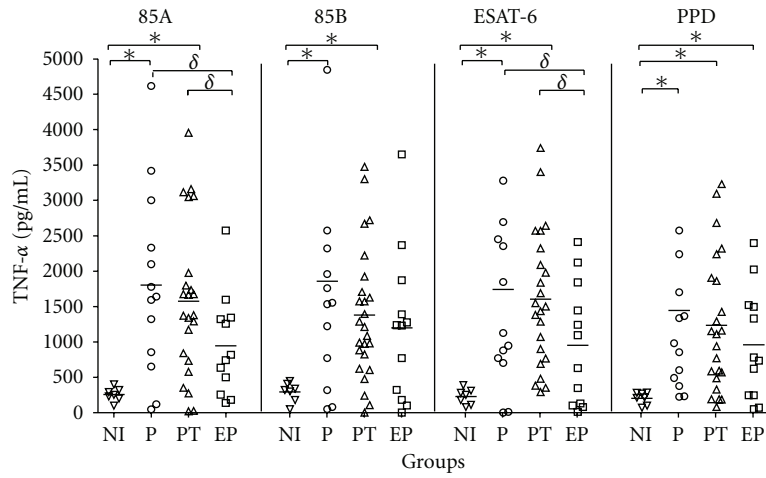 85A 85B ESAT-6 PPD
* * * *
* * * *
δ δ *
δ δ
TNF-α (pg/mL)
5000
4500
4000
3500
3000
2500
2000
1500
1000
500
0
NI P PT EP NI P PT EP NI P PT EP NI P PT EP
Groups